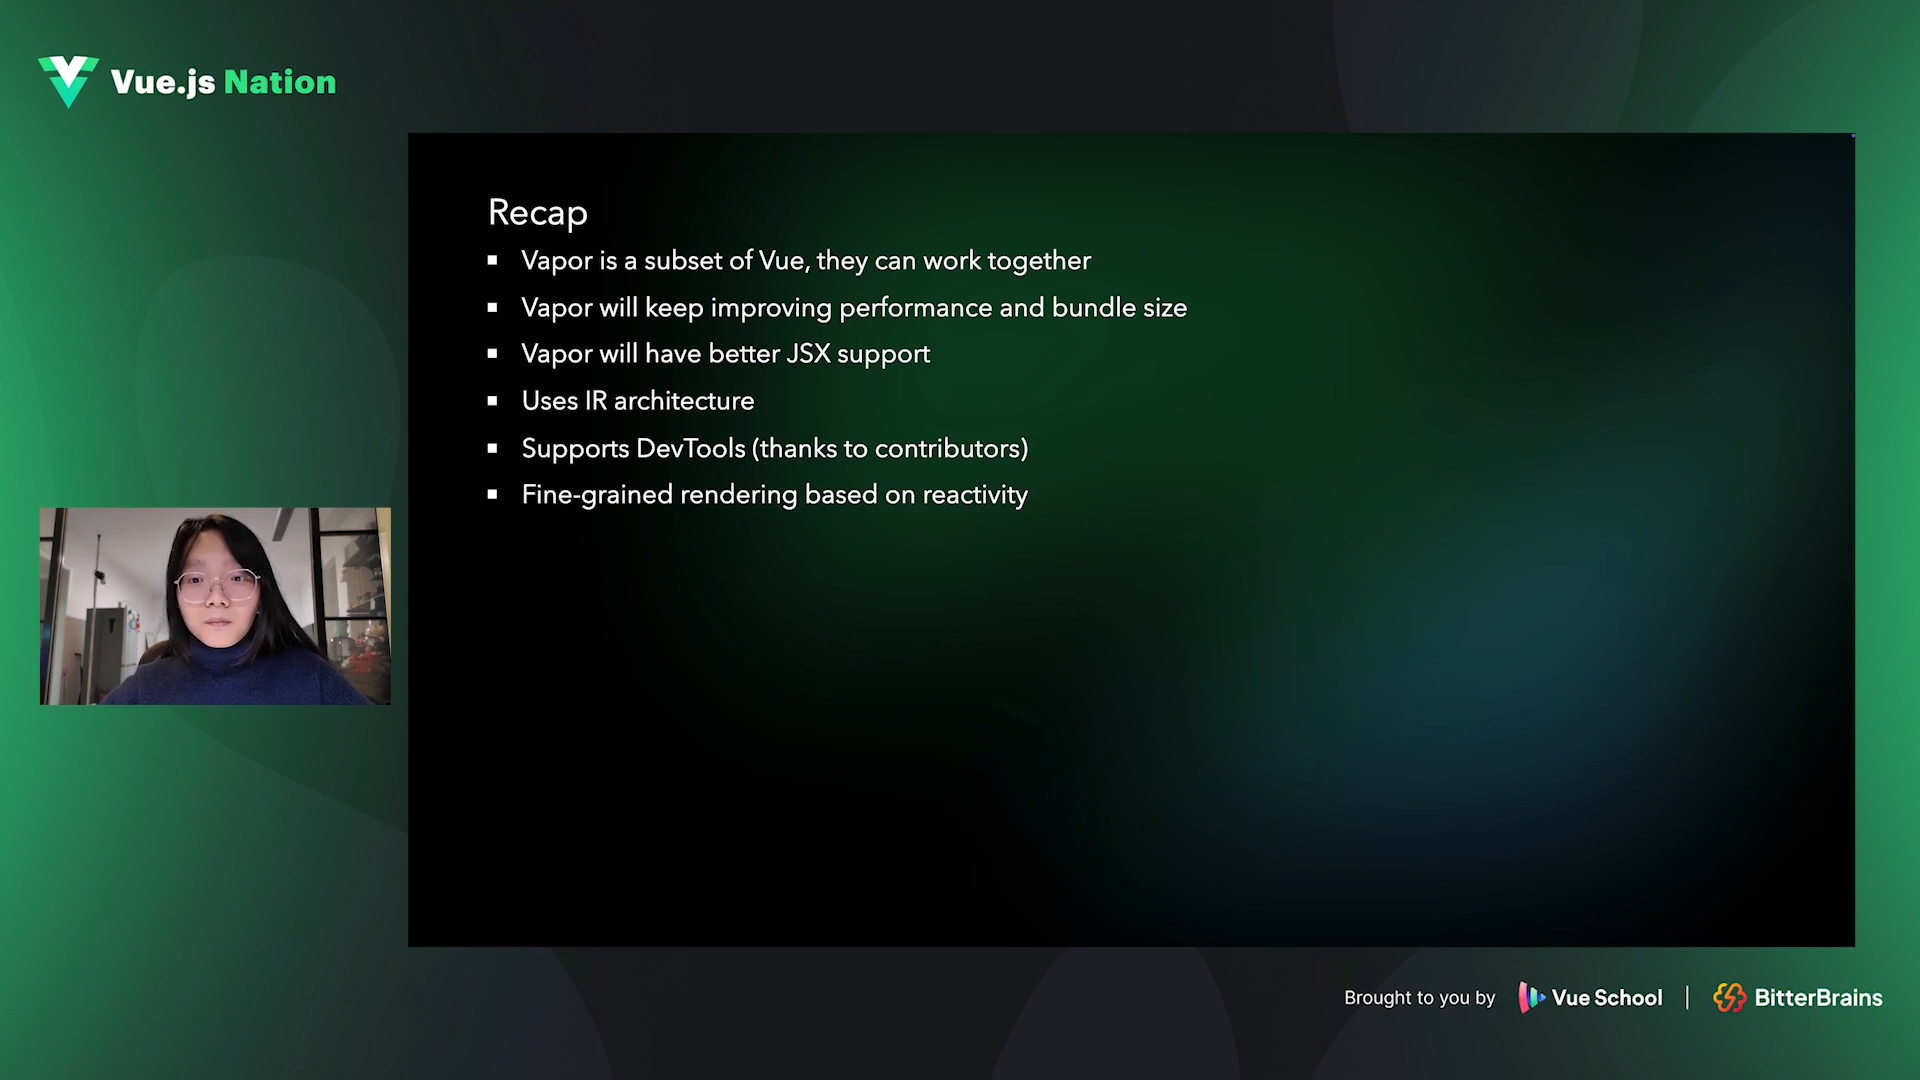 Vue.js Nation
Recap
▪ Vapor is a subset of Vue, they can work together
▪ Vapor will keep improving performance and bundle size
▪ Vapor will have better JSX support
▪ Uses IR architecture
▪ Supports DevTools (thanks to contributors)
▪ Fine-grained rendering based on reactivity
Brought to you by Vue School | BitterBrains